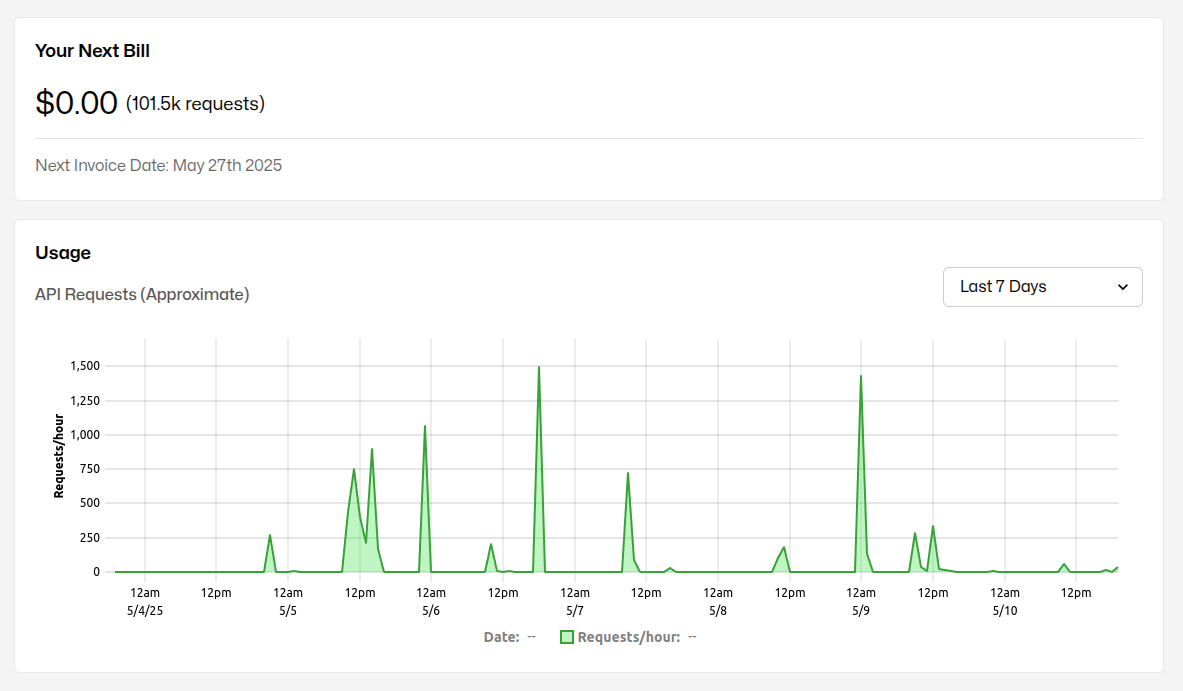 Your Next Bill
$0.00 (101.5k requests)
Next Invoice Date: May 27th 2025
Usage
API Requests (Approximate)
Last 7 Days
Requests/hour
1,500
1,250
1,000
750
500
250
0
12am 12pm 12am 12pm 12am 12pm 12am 12pm 12am 12pm 12am 12pm 12am 12pm
5/4/25 5/5 5/6 5/7 5/8 5/9 5/10
Date: -- Requests/hour: --